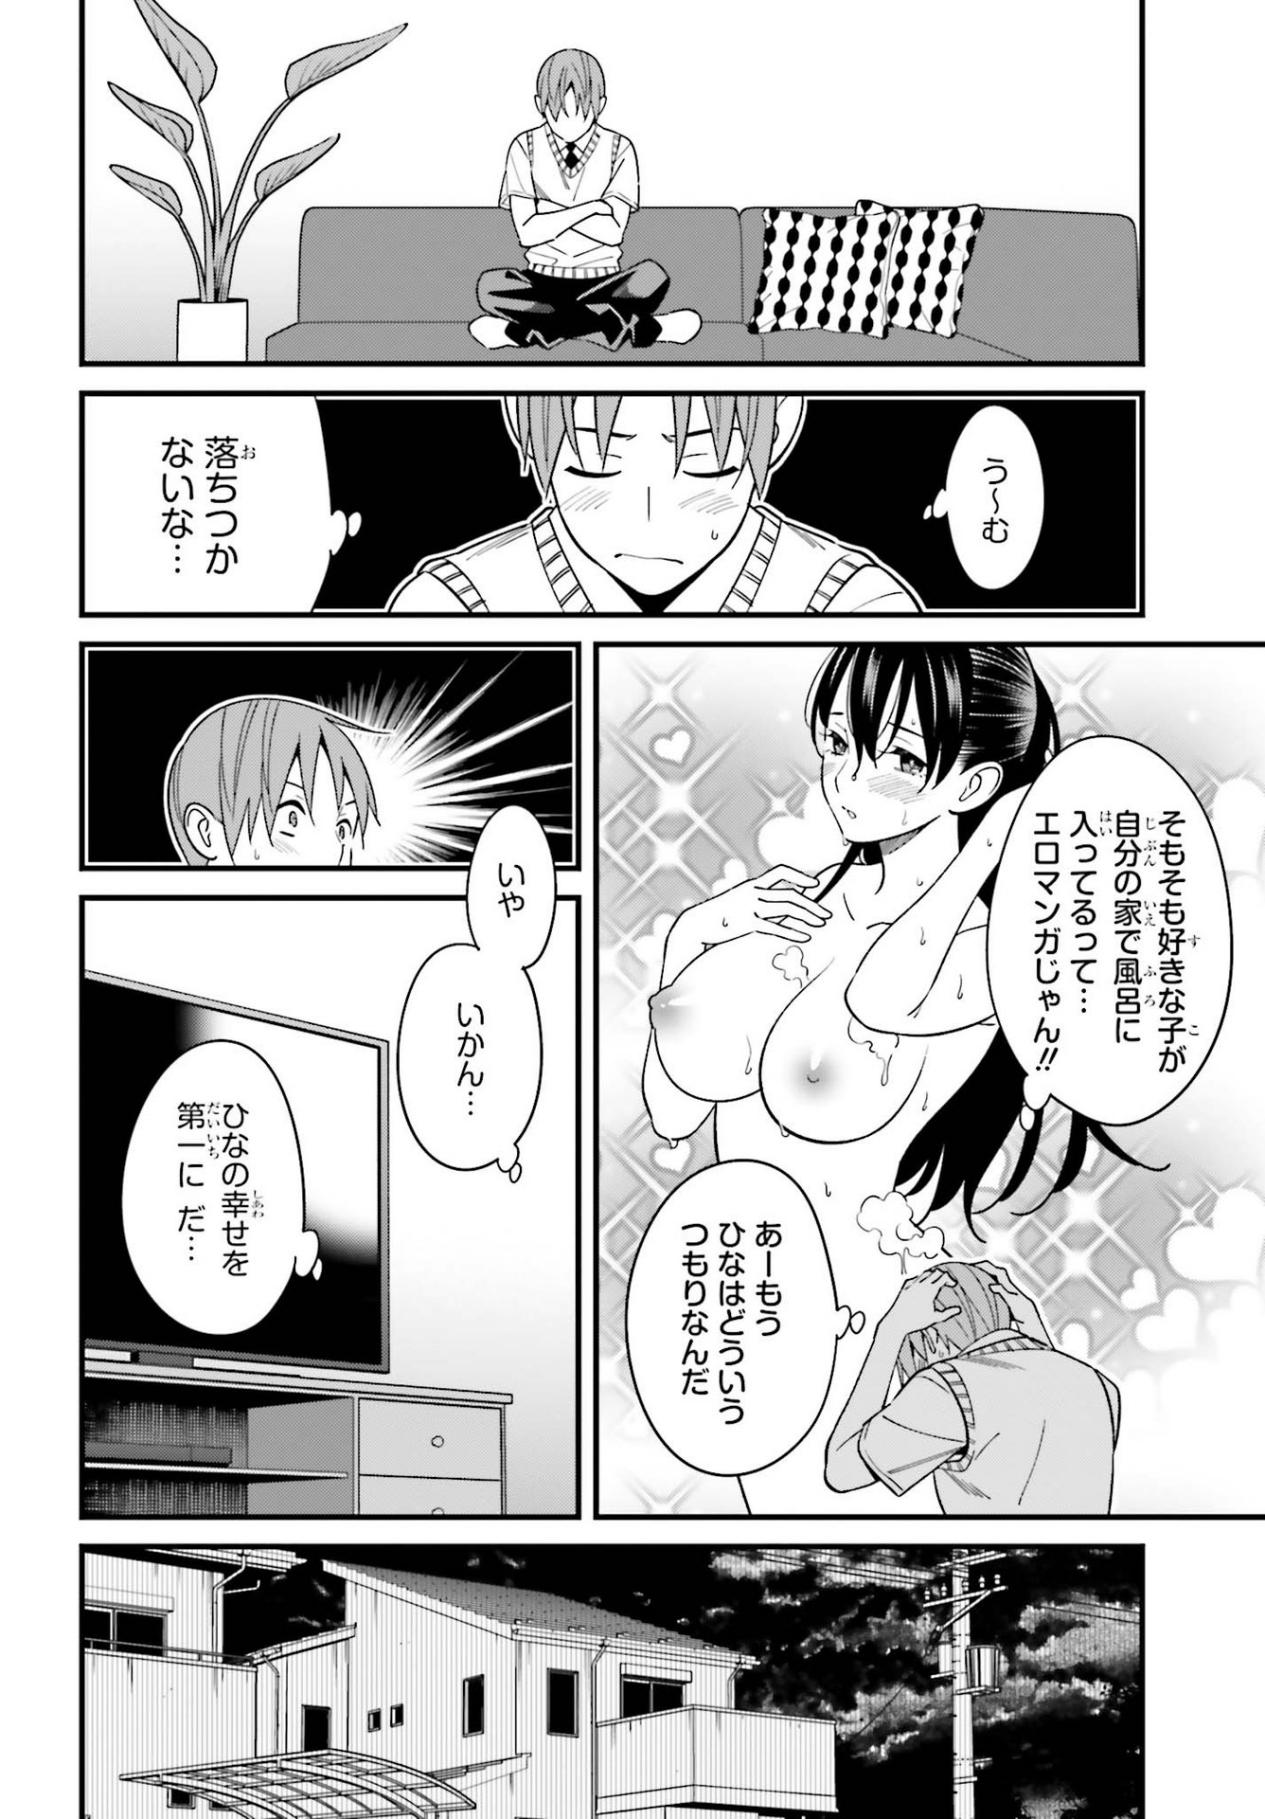 う～む
落ちつか
ないな…
そもそも好きな子が
自分の家で風呂に
入ってるって…
エロマンガじゃん!!
あーもう
ひなはどういう
つもりなんだ
いや
いかん…
ひなの幸せを
第一に だ…